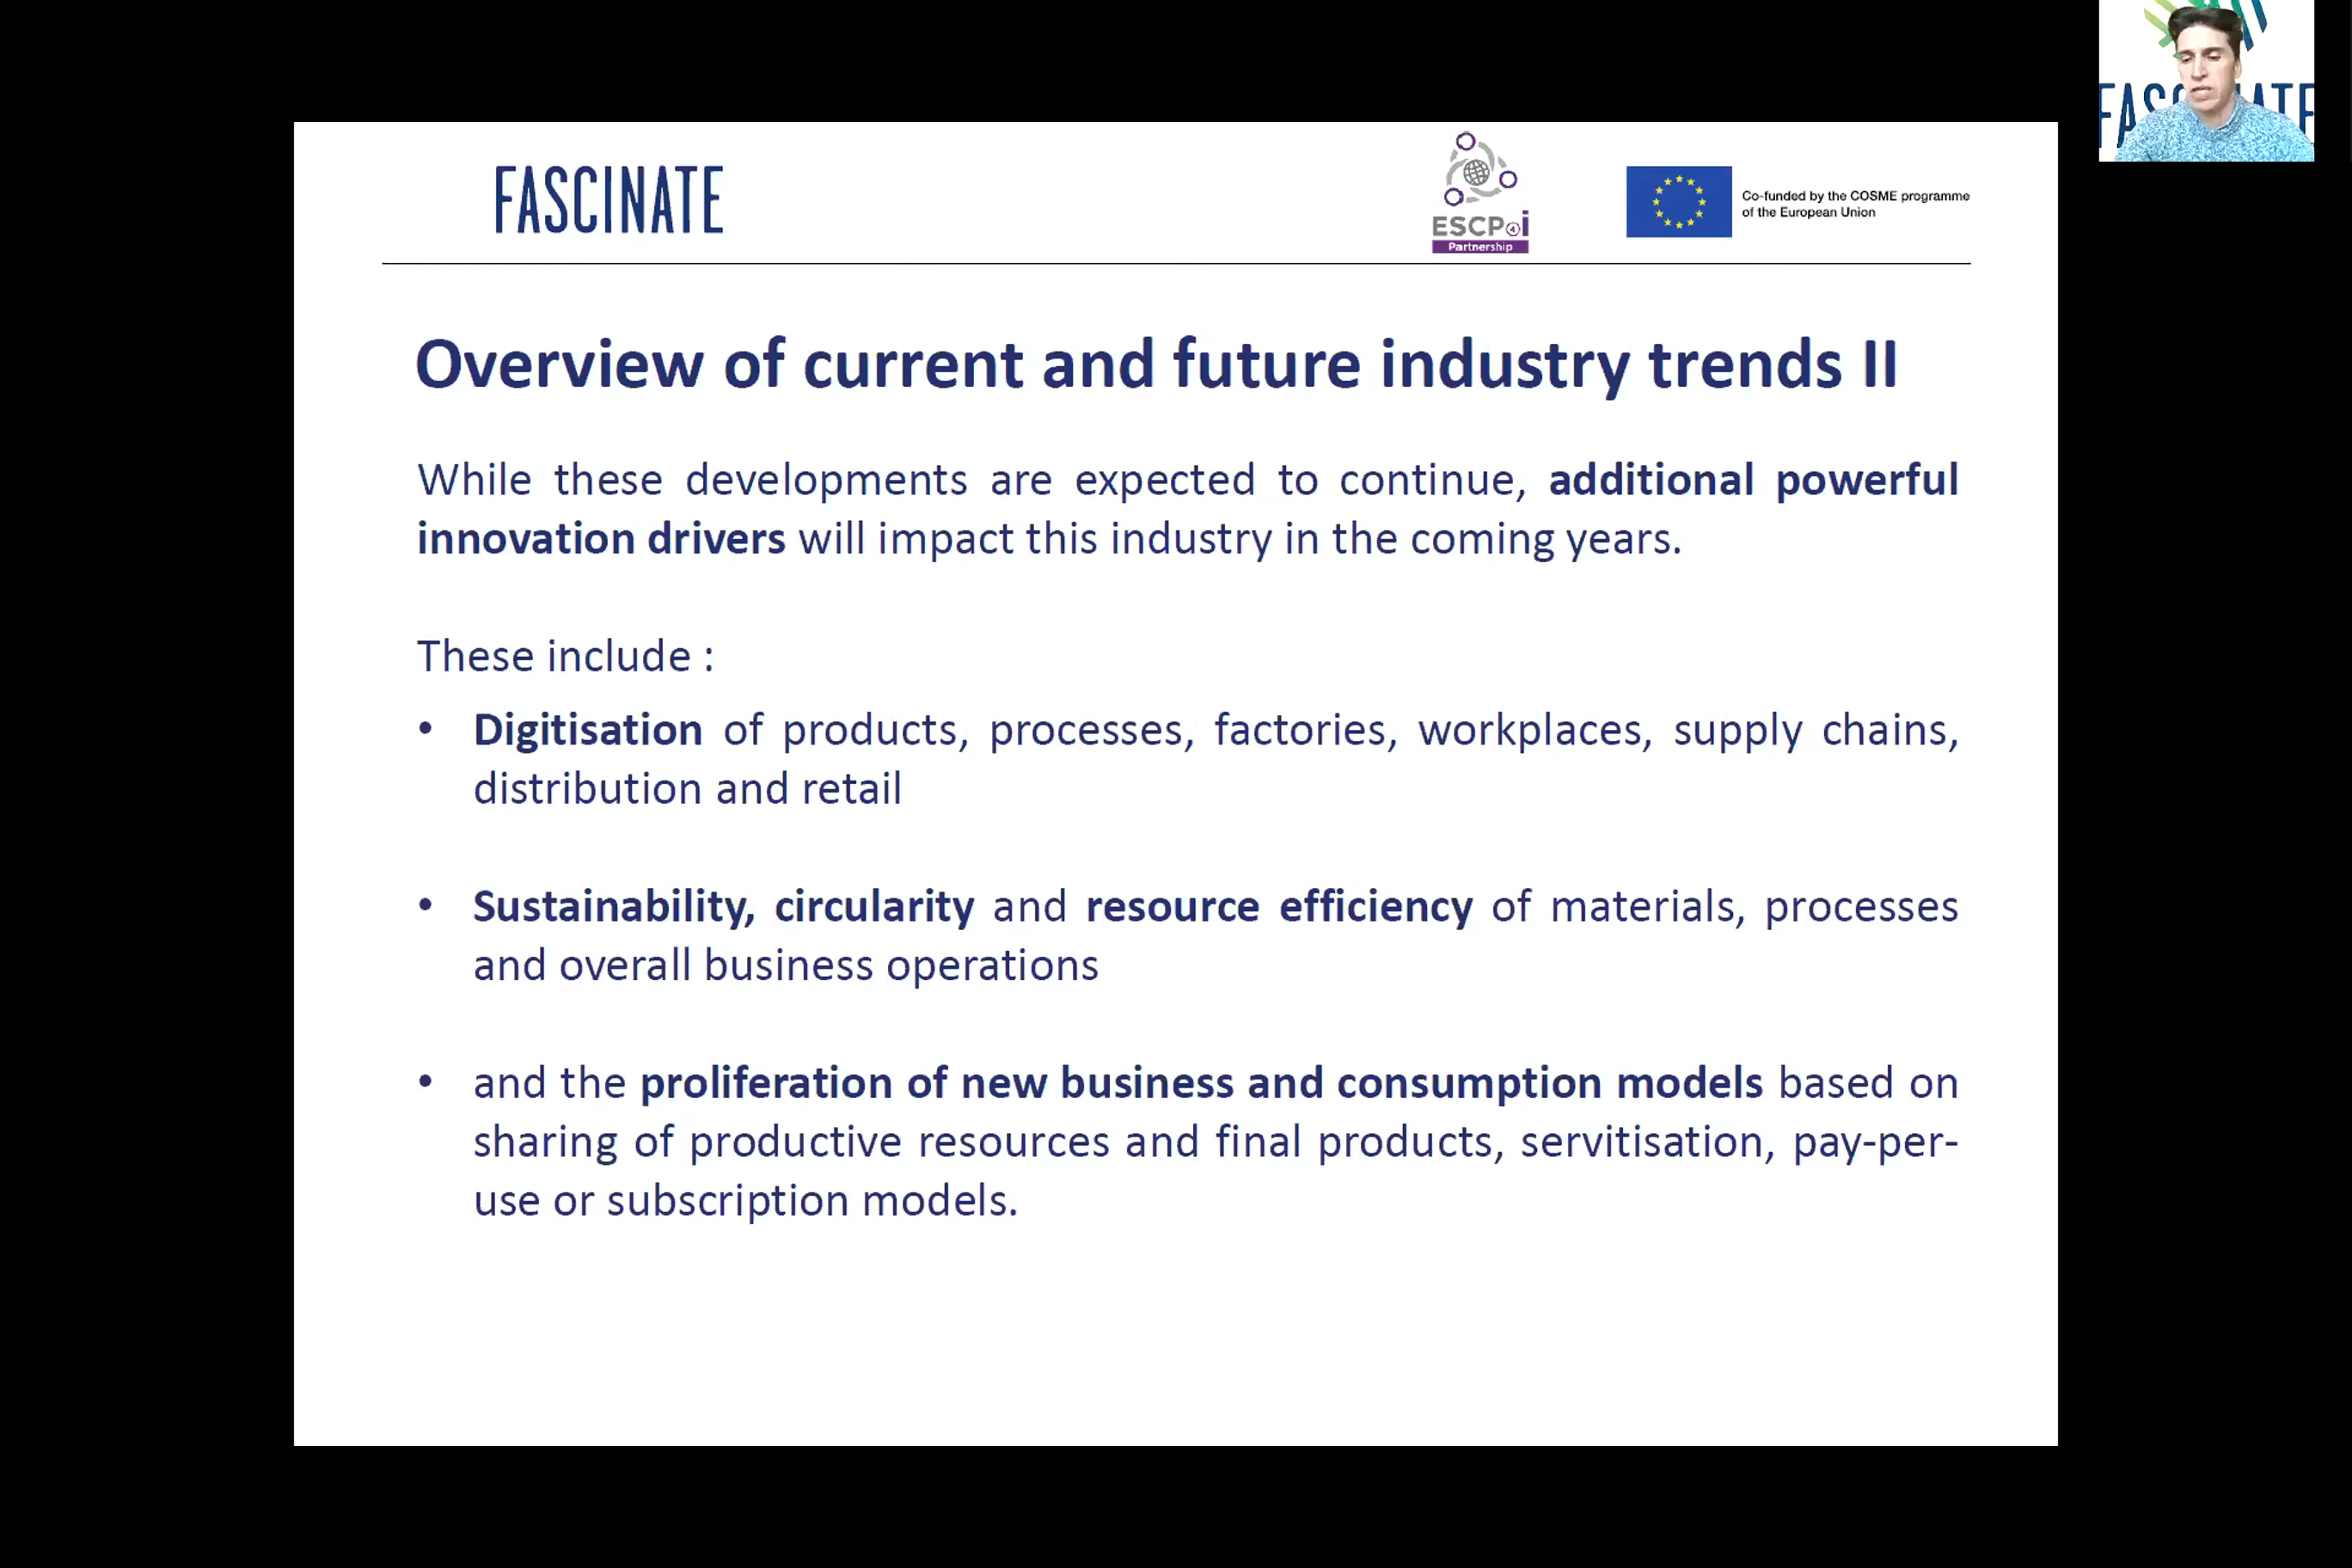 FASCINATE
ESCP4i
Partnership
Co-funded by the COSME programme
of the European Union
Overview of current and future industry trends II
While these developments are expected to continue, additional powerful
innovation drivers will impact this industry in the coming years.
These include :
• Digitisation of products, processes, factories, workplaces, supply chains,
distribution and retail
• Sustainability, circularity and resource efficiency of materials, processes
and overall business operations
• and the proliferation of new business and consumption models based on
sharing of productive resources and final products, servitisation, pay-per-
use or subscription models.